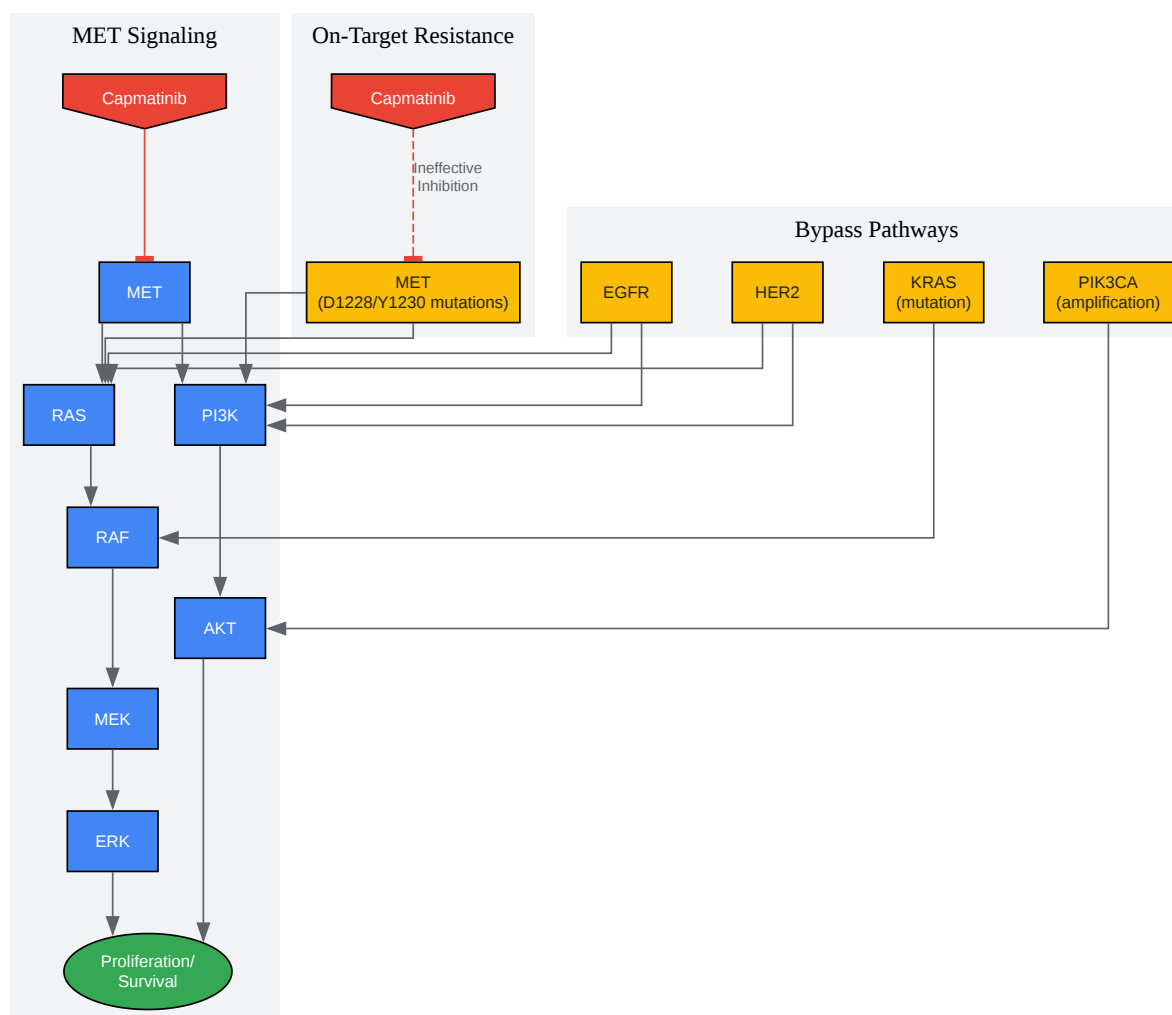 MET Signaling
On-Target Resistance
Capmatinib
Capmatinib
Ineffective
Inhibition
Bypass Pathways
MET
MET
(D1228/Y1230 mutations)
EGFR
HER2
KRAS
(mutation)
PIK3CA
(amplification)
RAS
PI3K
RAF
AKT
MEK
ERK
Proliferation/
Survival